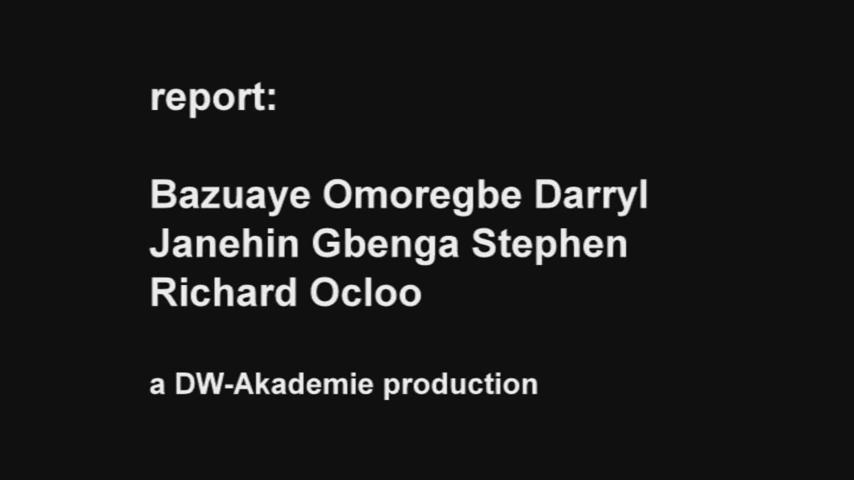 report:
Bazuaye Omoregbe Darryl
Janehin Gbenga Stephen
Richard Ocloo
a DW-Akademie production